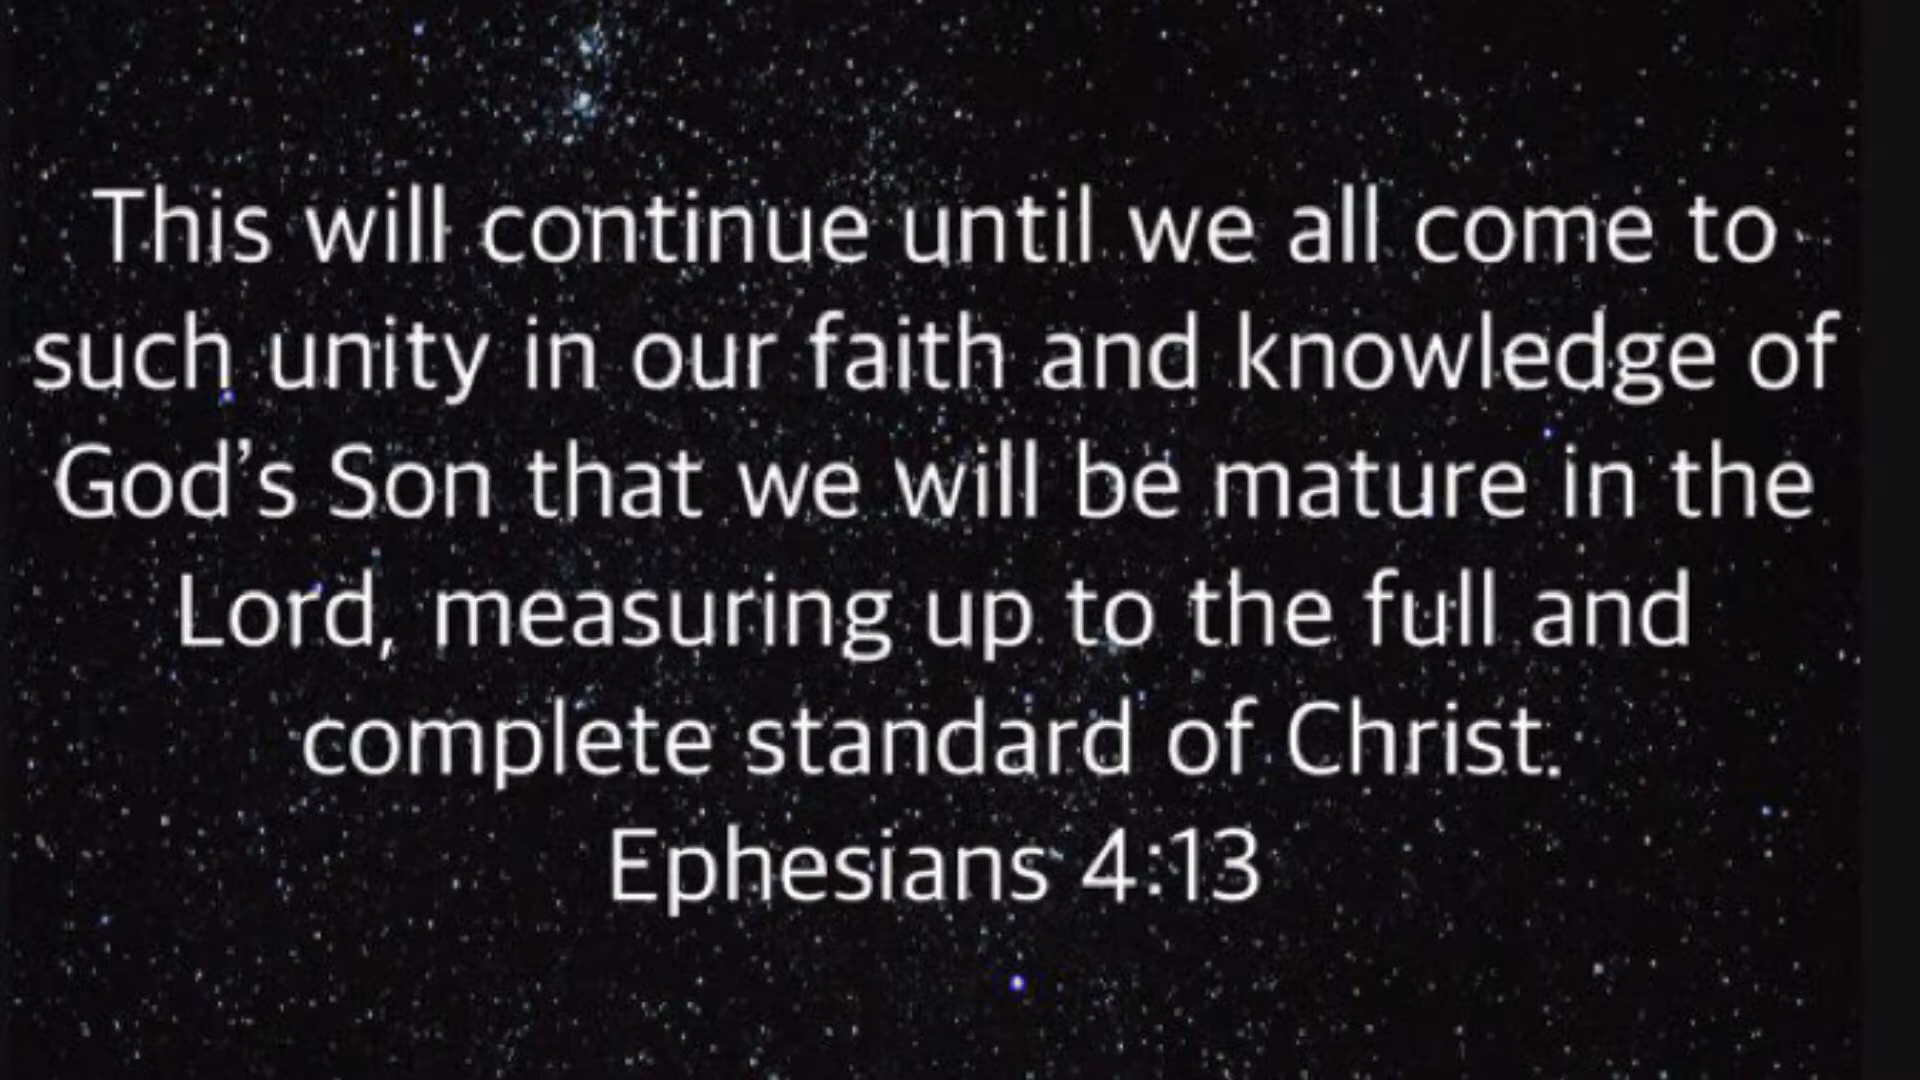 This will continue until we all come to
such unity in our faith and knowledge of
God’s Son that we will be mature in the
Lord, measuring up to the full and
complete standard of Christ.
Ephesians 4:13